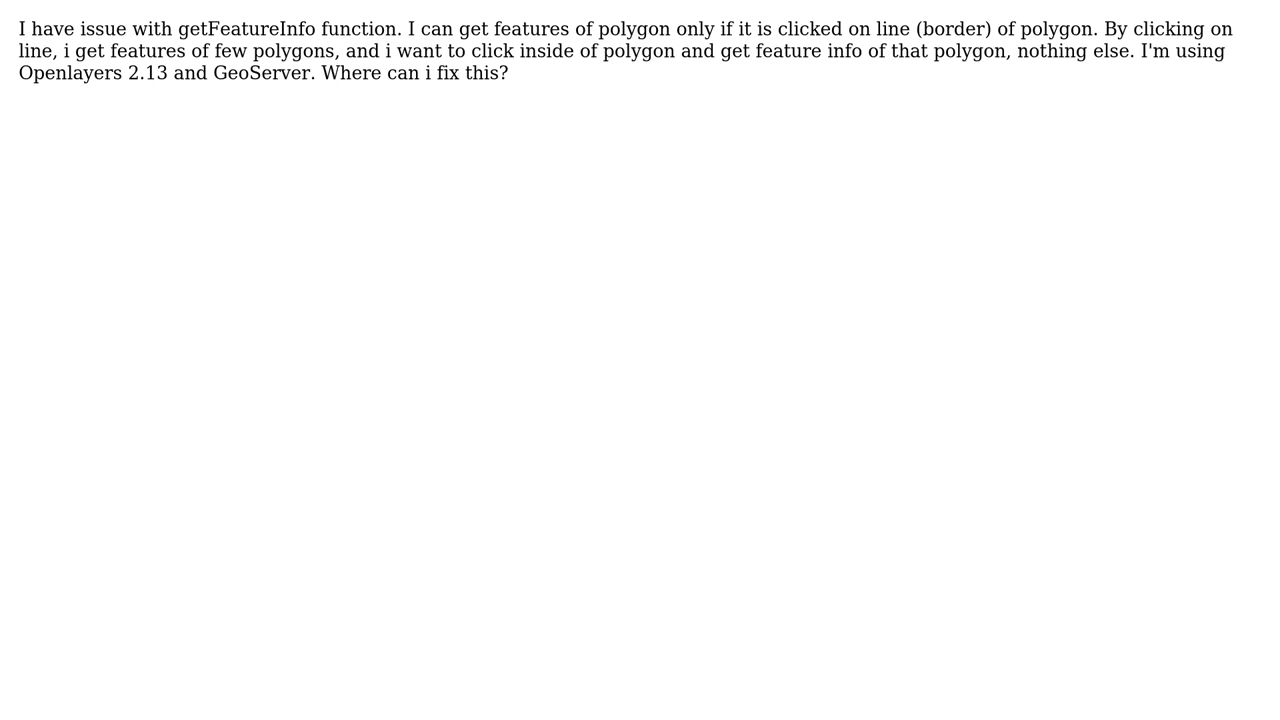 I have issue with getFeatureInfo function. I can get features of polygon only if it is clicked on line (border) of polygon. By clicking on
line, i get features of few polygons, and i want to click inside of polygon and get feature info of that polygon, nothing else. I'm using
Openlayers 2.13 and GeoServer. Where can i fix this?